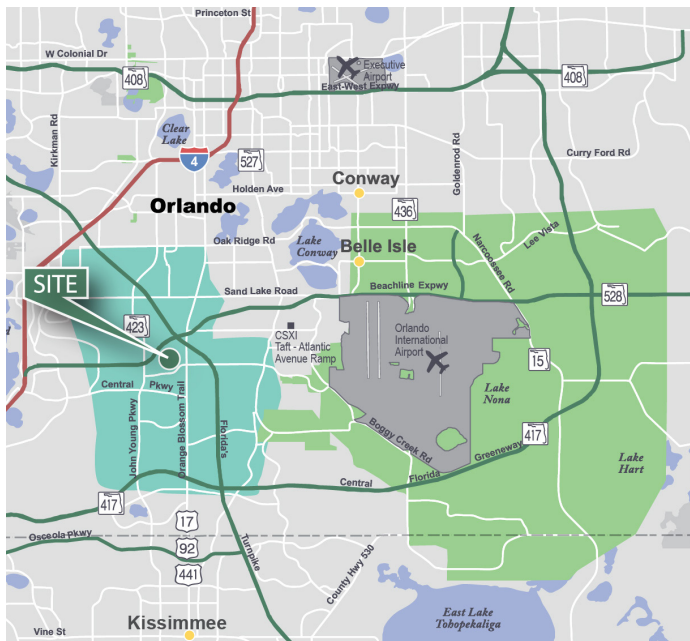 Princeton St
W Colonial Dr
408
Executive
Airport
East-West Expwy
408
Kirkman Rd
Clear
Lake
4
527
Goldenrod Rd
Curry Ford Rd
Holden Ave
Conway
Orlando
436
Oak Ridge Rd
Lake
Conway
Belle Isle
Narcoossee Rd
Lee Vista
SITE
Sand Lake Road
Beachline Expwy
528
423
CSXI
Taft - Atlantic
Avenue Ramp
Orlando
International
Airport
15
Central Pkwy
Lake
Nona
John Young Pkwy
Orange Blossom Trail
Florida's
Boggy Creek Rd
417
Greeneway
Lake
Hart
Central
Florida
417
17
Osceola Pkwy
92
Turnpike
441
County Hwy 530
East Lake
Tohopekaliga
Kissimmee
Vine St